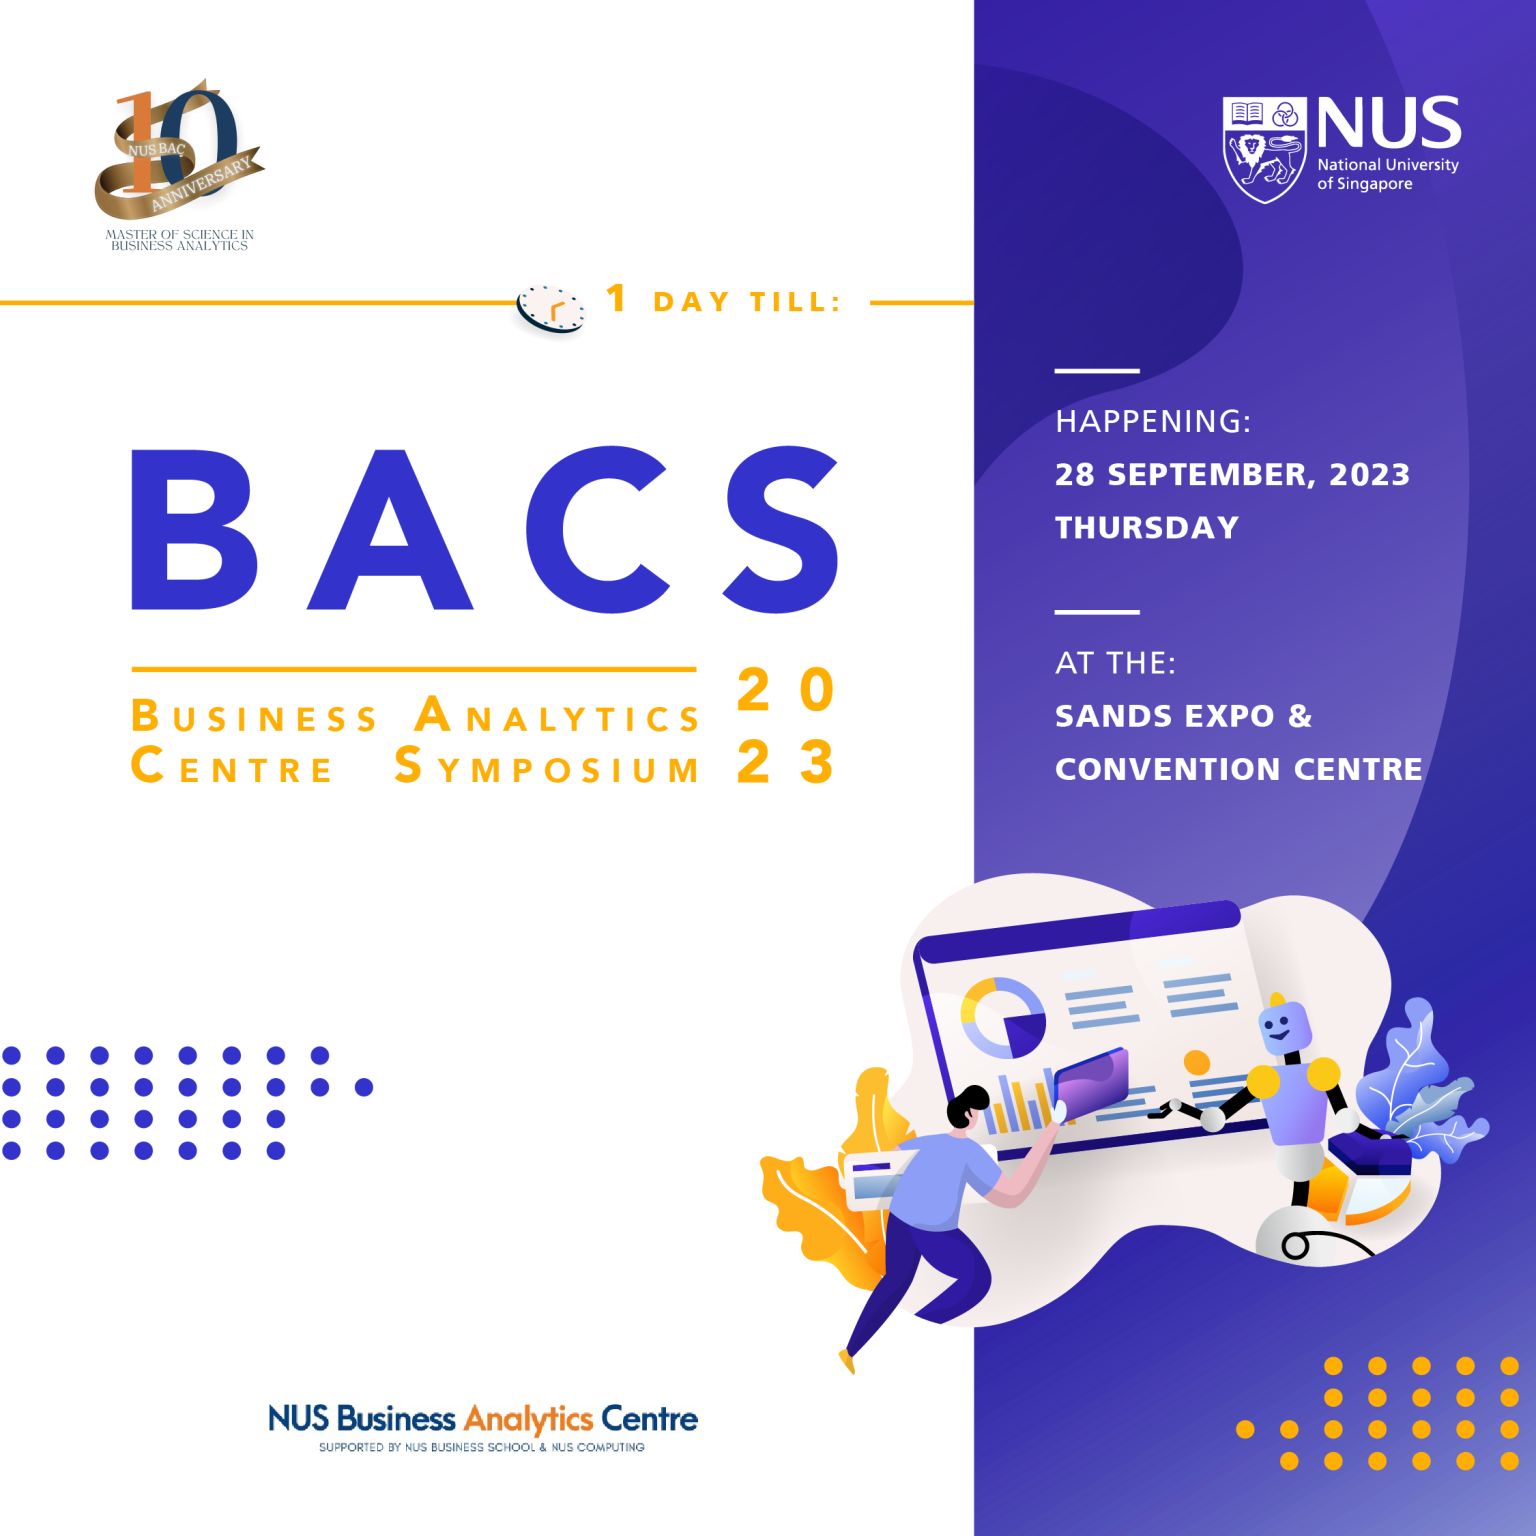 10
NUS BAC
ANNIVERSARY
MASTER OF SCIENCE IN
BUSINESS ANALYTICS
NUS
National University
of Singapore
1 DAY TILL:
BACS
BUSINESS ANALYTICS
CENTRE SYMPOSIUM
20
23
HAPPENING:
28 SEPTEMBER, 2023
THURSDAY
AT THE:
SANDS EXPO &
CONVENTION CENTRE
NUS Business Analytics Centre
SUPPORTED BY NUS BUSINESS SCHOOL & NUS COMPUTING